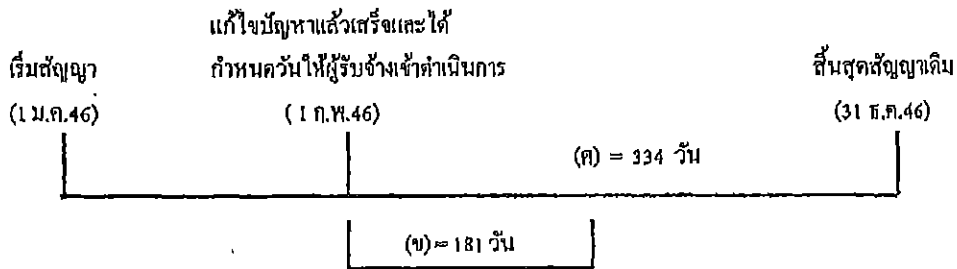 แก้ไขปัญหาแล้วเสร็จและได้
เริ่มสัญญา กำหนดวันให้ผู้รับจ้างเข้าดำเนินการ สิ้นสุดสัญญาเดิม
(1 ม.ค.46) (1 ก.พ.46) (31 ธ.ค.46)
(ค) = 334 วัน
(ข) = 181 วัน